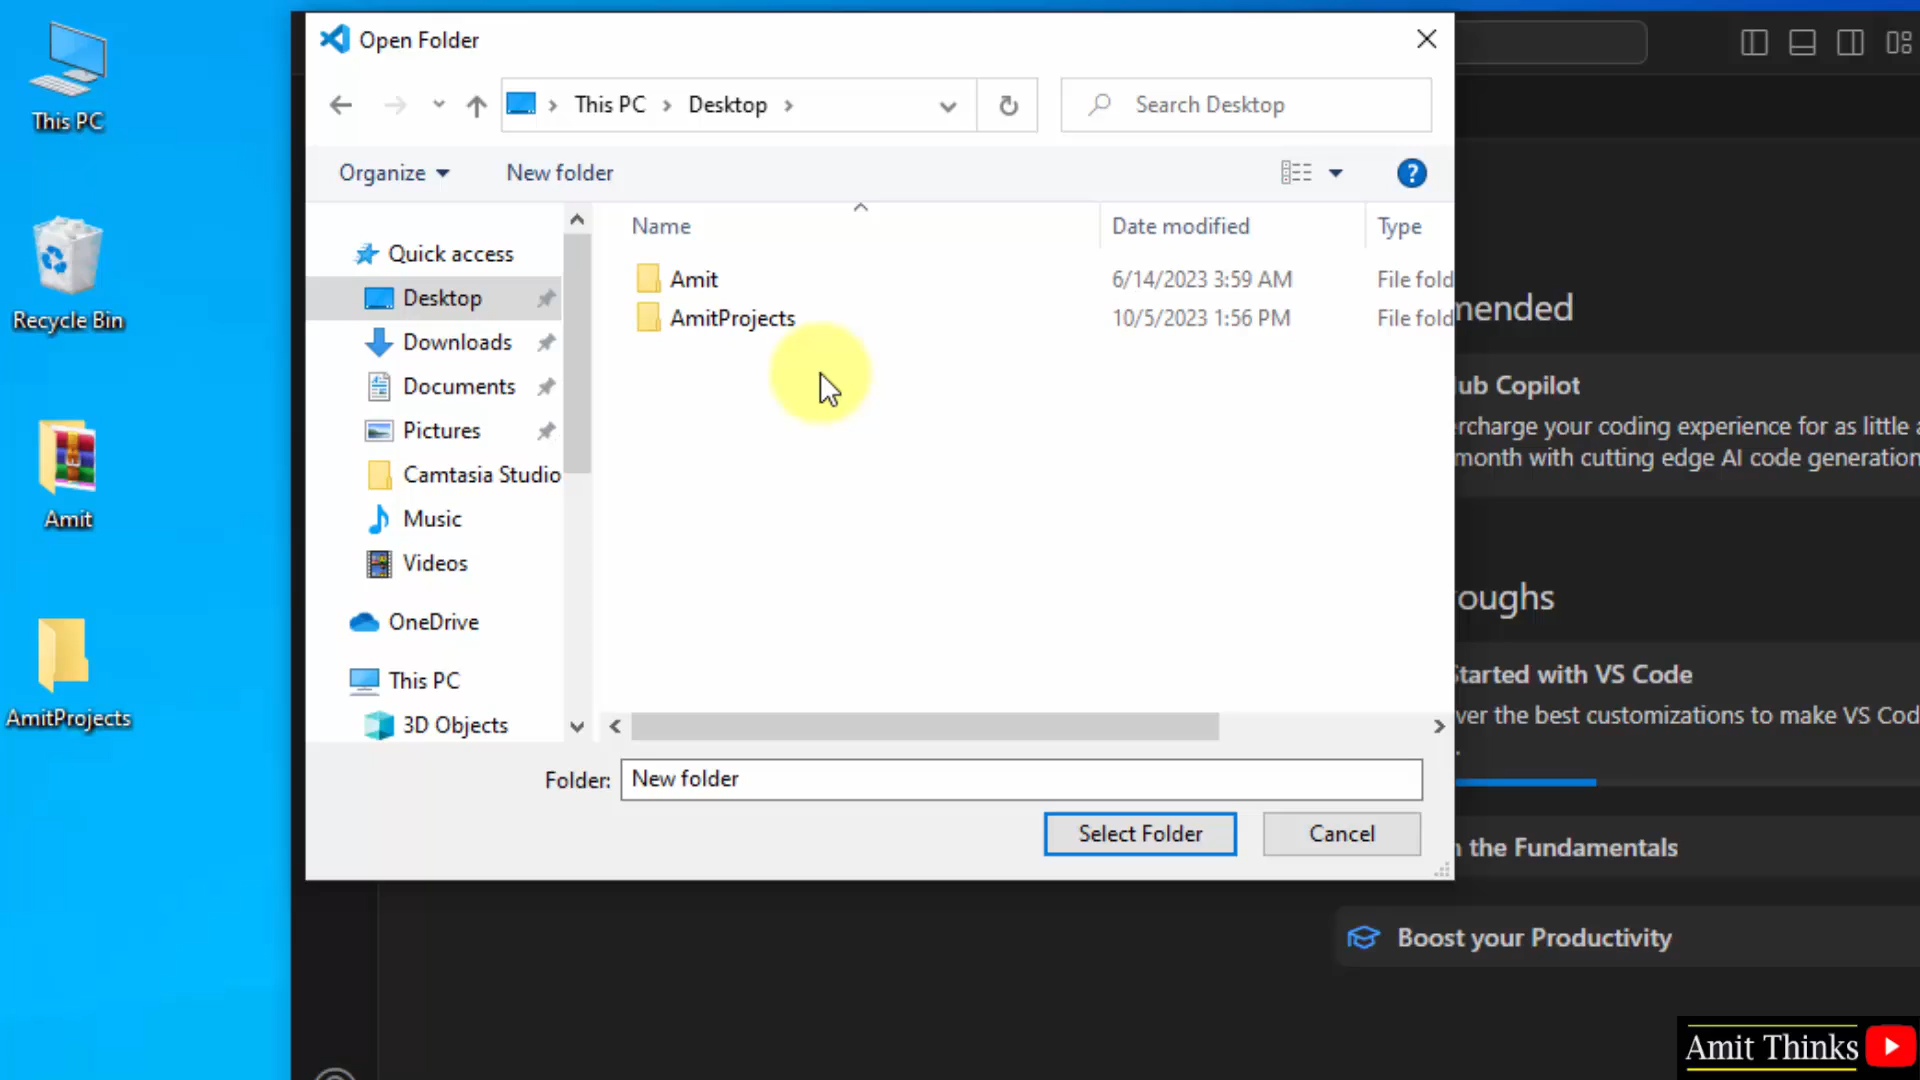 This PC
Recycle Bin
Amit
AmitProjects
Open Folder
This PC
Desktop
Search Desktop
Organize
New folder
?
Name
Date modified
Type
Amit
6/14/2023 3:59 AM
File fold
AmitProjects
10/5/2023 1:56 PM
File fold
Quick access
Desktop
Downloads
Documents
Pictures
Camtasia Studio
Music
Videos
OneDrive
This PC
3D Objects
Folder:
New folder
Select Folder
Cancel
mended
ub Copilot
rcharge your coding experience for as little a
month with cutting edge AI code generation
oughs
Started with VS Code
ver the best customizations to make VS Cod
.
n the Fundamentals
Boost your Productivity
Amit Thinks